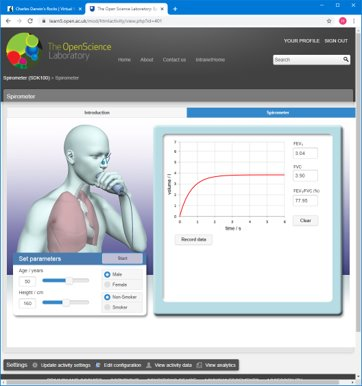 Charles Darwin's Rocks | Virtual
The Open Science Laboratory
learn5.open.ac.uk/mod/htmlactivity/view.php?id=401
YOUR PROFILE SIGN OUT
The OpenScience
Laboratory
Home About Contact us IntranetHome
Search
Spirometer (SDK100) > Spirometer
Spirometer
Introduction Spirometer
volume / l
7
6
5
4
3
2
1
0
0 1 2 3 4 5 6
time / s
FEV₁
3.04
FVC
3.90
FEV₁/FVC (%)
77.95
Clear
Record data
Set parameters Start
Age / years
50
Height / cm
160
Male
Female
Non-Smoker
Smoker
Settings Update activity settings Edit configuration View activity data View analytics